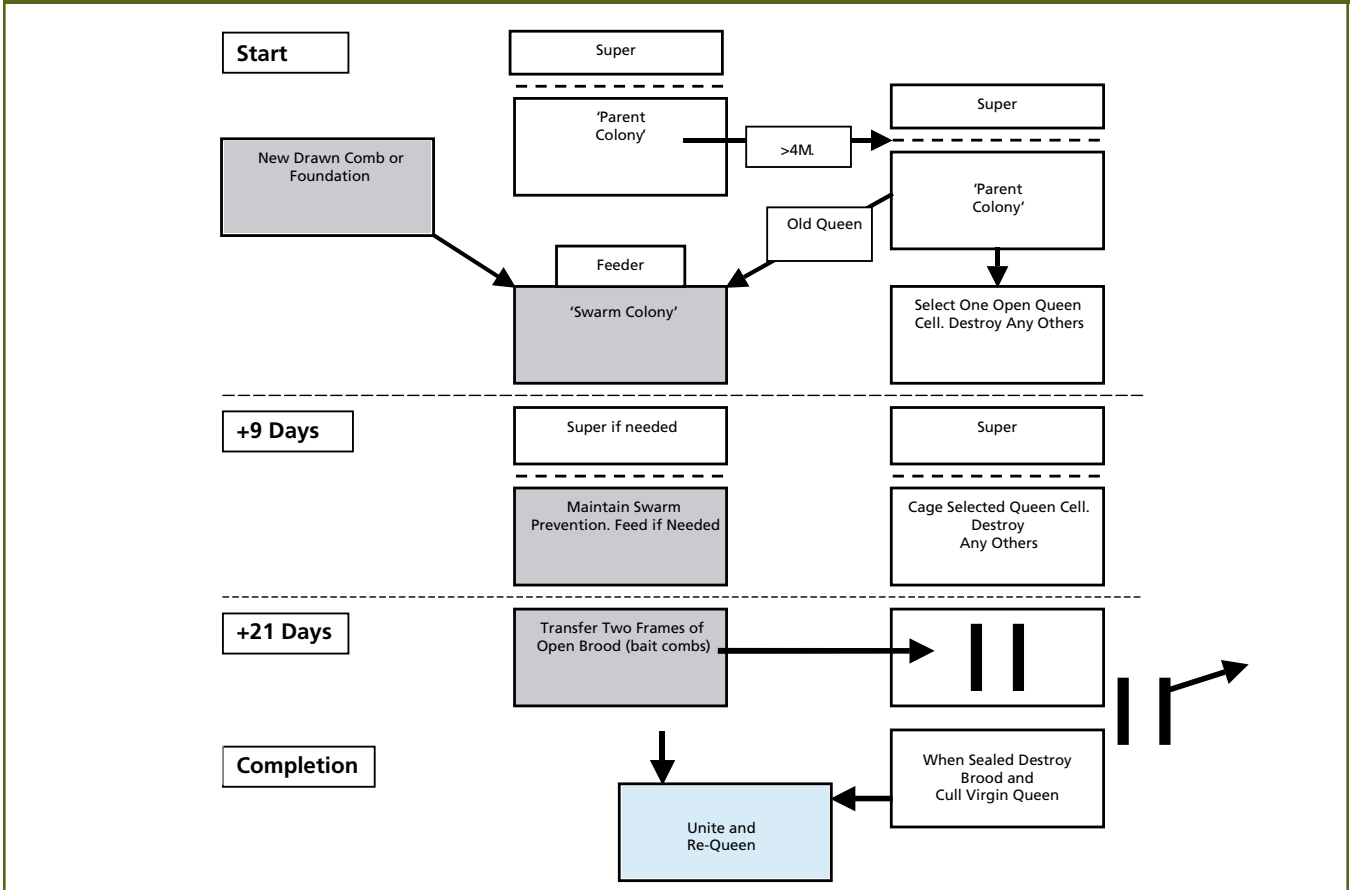 Start
Super
Super
'Parent
Colony'
>4M.
New Drawn Comb or
Foundation
'Parent
Colony'
Old Queen
Feeder
'Swarm Colony'
Select One Open Queen
Cell. Destroy Any Others
+9 Days
Super if needed
Super
Maintain Swarm
Prevention. Feed if Needed
Cage Selected Queen Cell.
Destroy
Any Others
+21 Days
Transfer Two Frames of
Open Brood (bait combs)
Completion
When Sealed Destroy
Brood and
Cull Virgin Queen
Unite and
Re-Queen